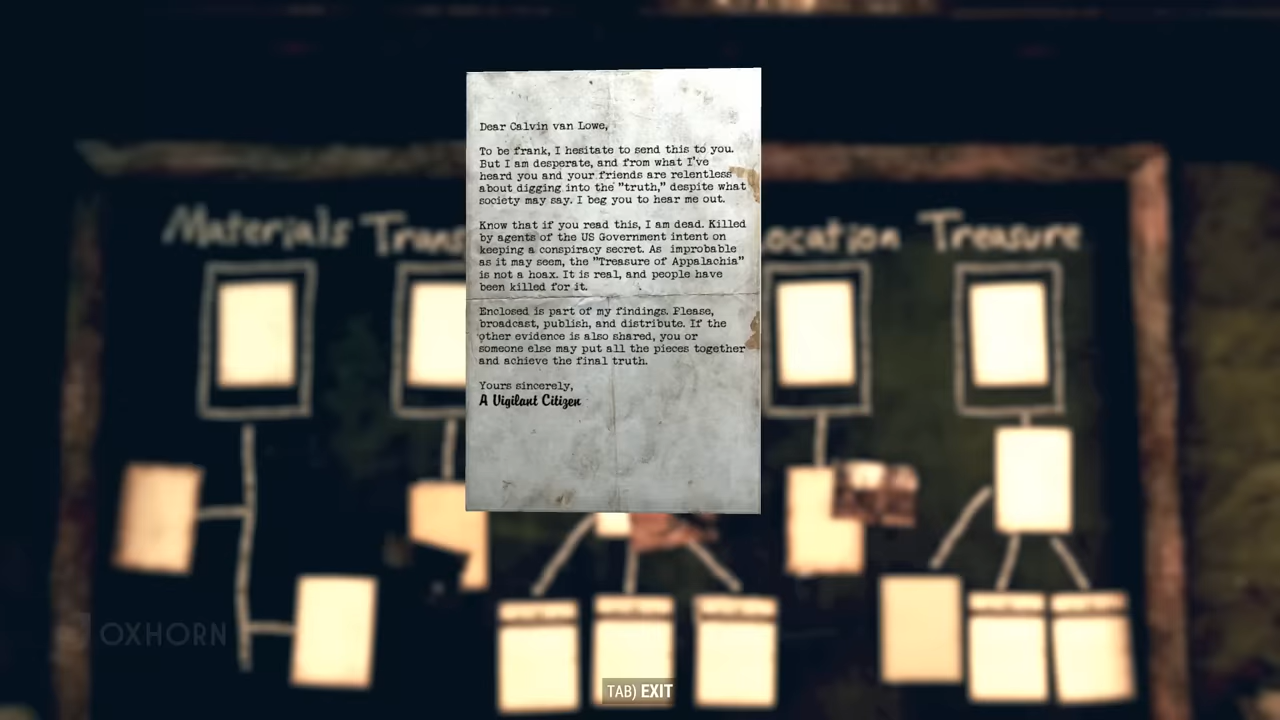 Dear Calvin van Lowe,
To be frank, I hesitate to send this to you.
But I am desperate, and from what I've
heard you and your friends are relentless
about digging into the "truth," despite what
society may say. I beg you to hear me out.
Know that if you read this, I am dead. Killed
by agents of the US Government intent on
keeping a conspiracy secret. As improbable
as it may seem, the "Treasure of Appalachia"
is not a hoax. It is real, and people have
been killed for it.
Enclosed is part of my findings. Please,
broadcast, publish, and distribute. If the
other evidence is also shared, you or
someone else may put all the pieces together
and achieve the final truth.
Yours sincerely,
A Vigilant Citizen
Materials Trans ocation Treasure
OXHORN
TAB) EXIT